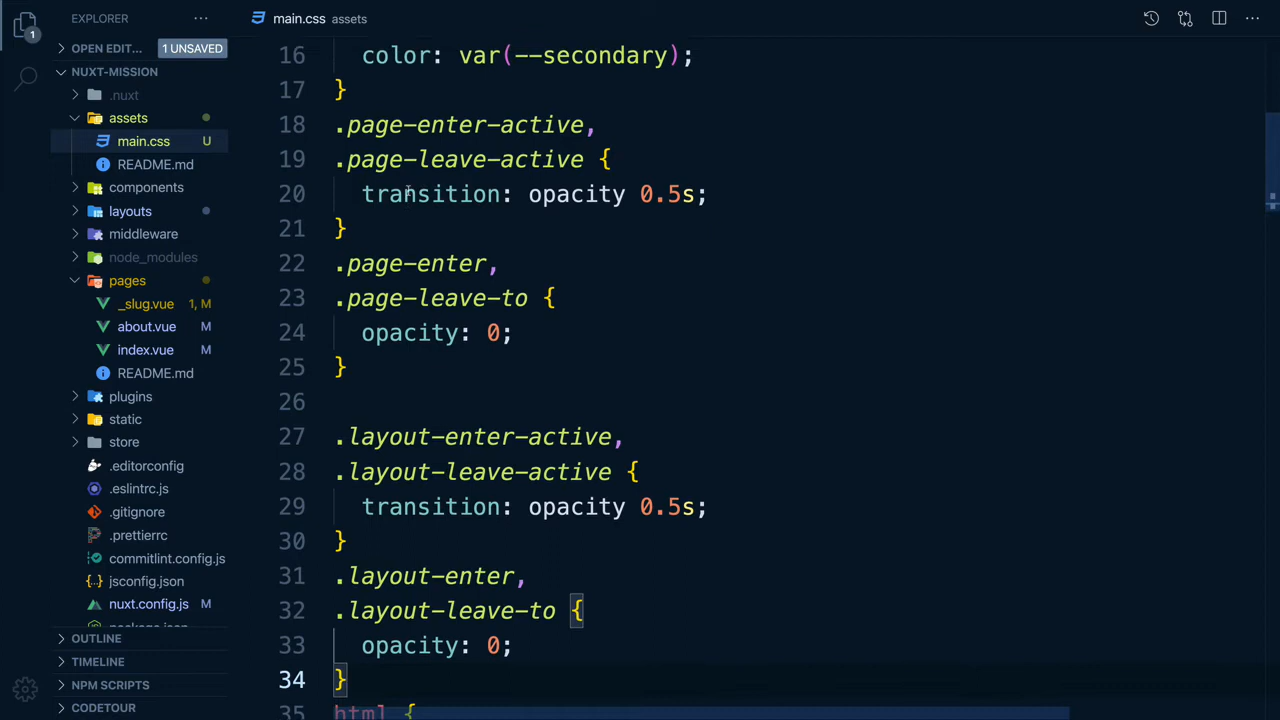 EXPLORER
main.css assets
1
OPEN EDIT... 1 UNSAVED
NUXT-MISSION
.nuxt
assets
main.css U
README.md
components
layouts
middleware
node_modules
pages
_slug.vue 1, M
about.vue M
index.vue M
README.md
plugins
static
store
.editorconfig
.eslintrc.js
.gitignore
.prettierrc
commitlint.config.js
jsconfig.json
nuxt.config.js M
package.json
OUTLINE
TIMELINE
NPM SCRIPTS
CODETOUR
16 color: var(--secondary);
17 }
18 .page-enter-active,
19 .page-leave-active {
20 transition: opacity 0.5s;
21 }
22 .page-enter,
23 .page-leave-to {
24 opacity: 0;
25 }
26
27 .layout-enter-active,
28 .layout-leave-active {
29 transition: opacity 0.5s;
30 }
31 .layout-enter,
32 .layout-leave-to {
33 opacity: 0;
34 }
35 html {